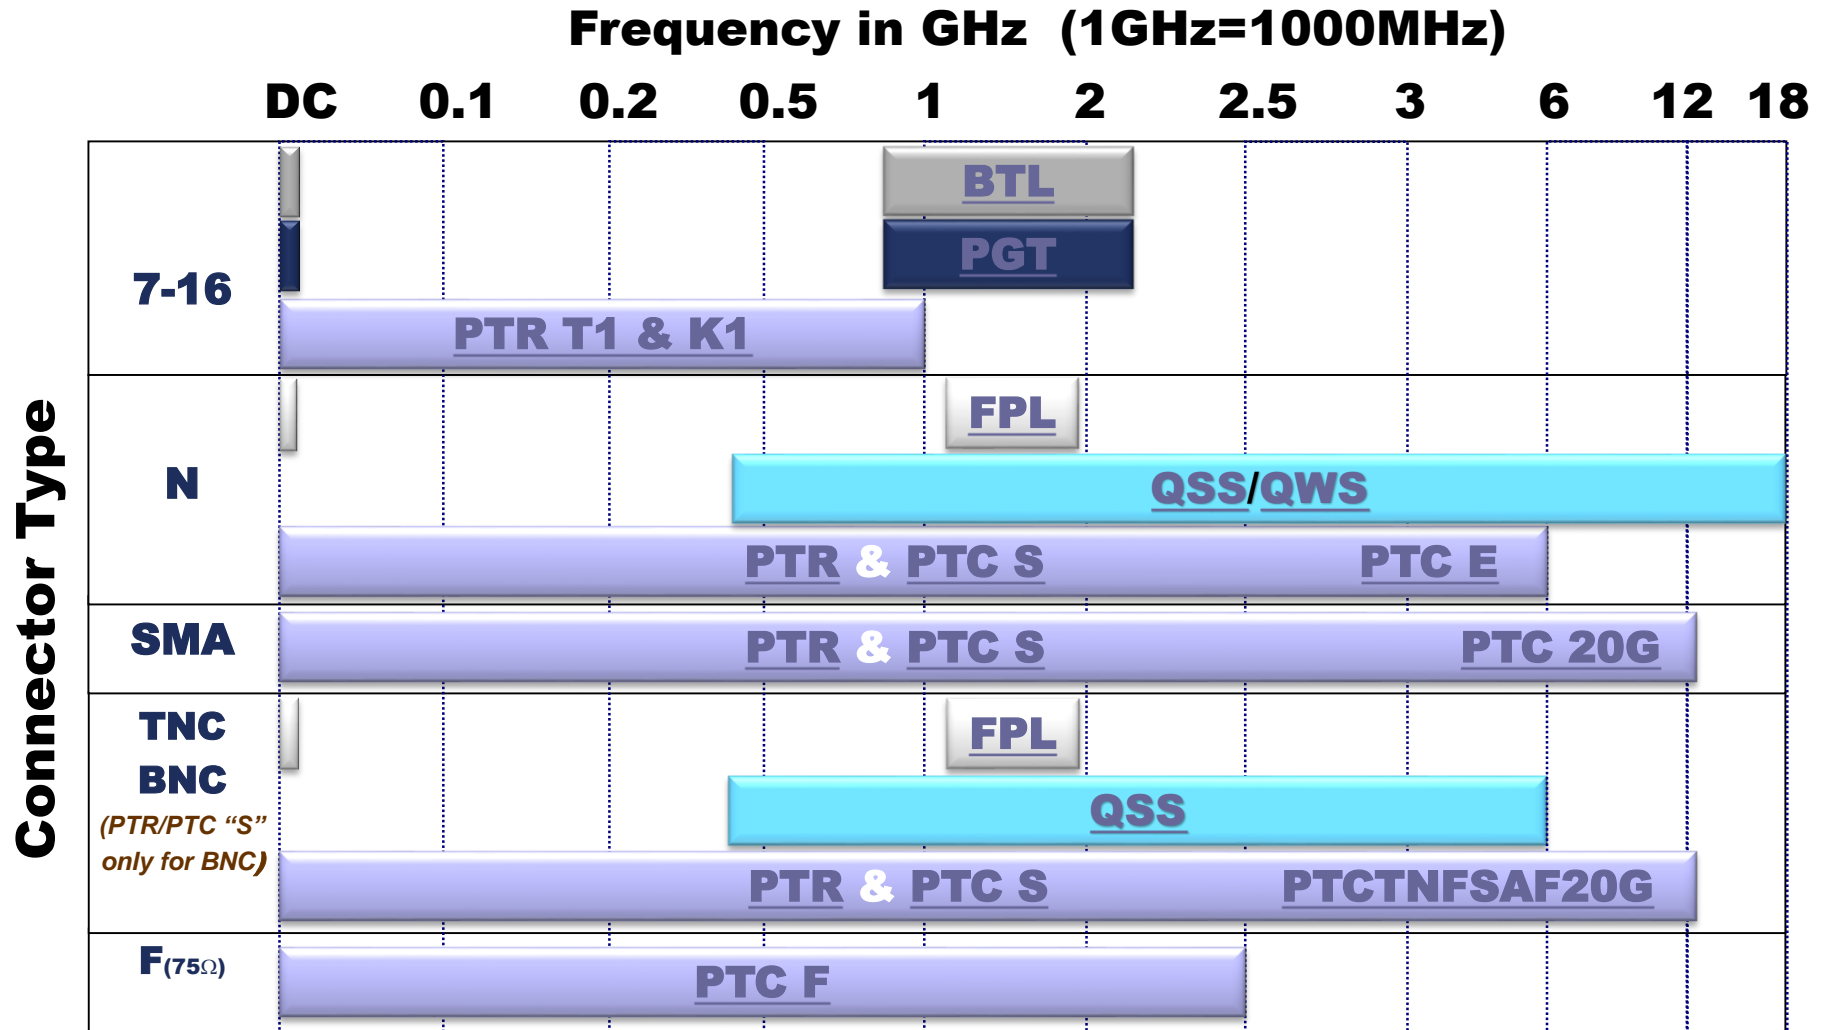 Frequency in GHz  (1GHz=1000MHz)
DC 0.1 0.2 0.5 1 2 2.5 3 6 12 18
Connector Type
7-16
BTL
PGT
PTR T1 & K1
N
FPL
QSS/QWS
PTR & PTC S PTC E
SMA
PTR & PTC S PTC 20G
TNC
BNC
(PTR/PTC “S”
only for BNC)
FPL
QSS
PTR & PTC S PTCTNFSAF20G
F(75Ω)
PTC F